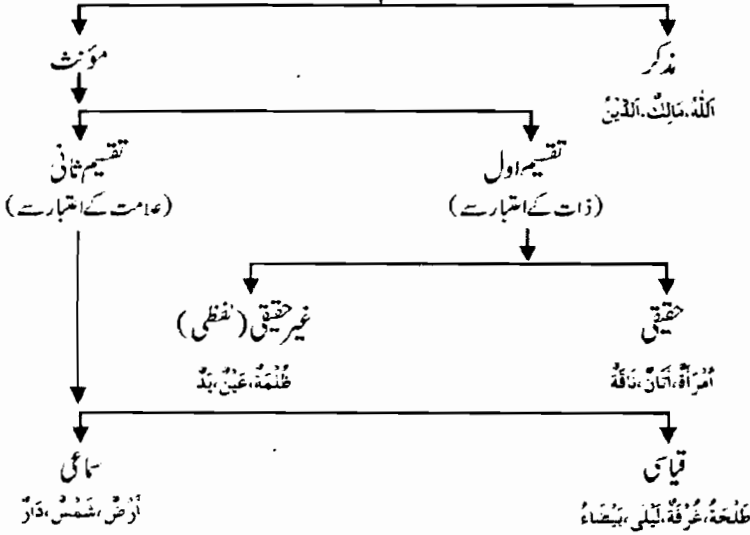 مذکر
اَللّٰہُ، مَالِكٌ، اَلدِّیْنُ
مؤنث
تقسیم اول
(ذات کے اعتبار سے)
تقسیم ثانی
(علامت کے اعتبار سے)
حقیقی
اِمْرَأَةٌ، أَتَانٌ، نَاقَةٌ
غیر حقیقی (لفظی)
ظُلْمَةٌ، عَیْنٌ، یَدٌ
قیاسی
طَلْحَةُ، غُرْفَةٌ، لَیْلٰی، بَیْضَاءُ
سماعی
أَرْضٌ، شَمْسٌ، دَارٌ